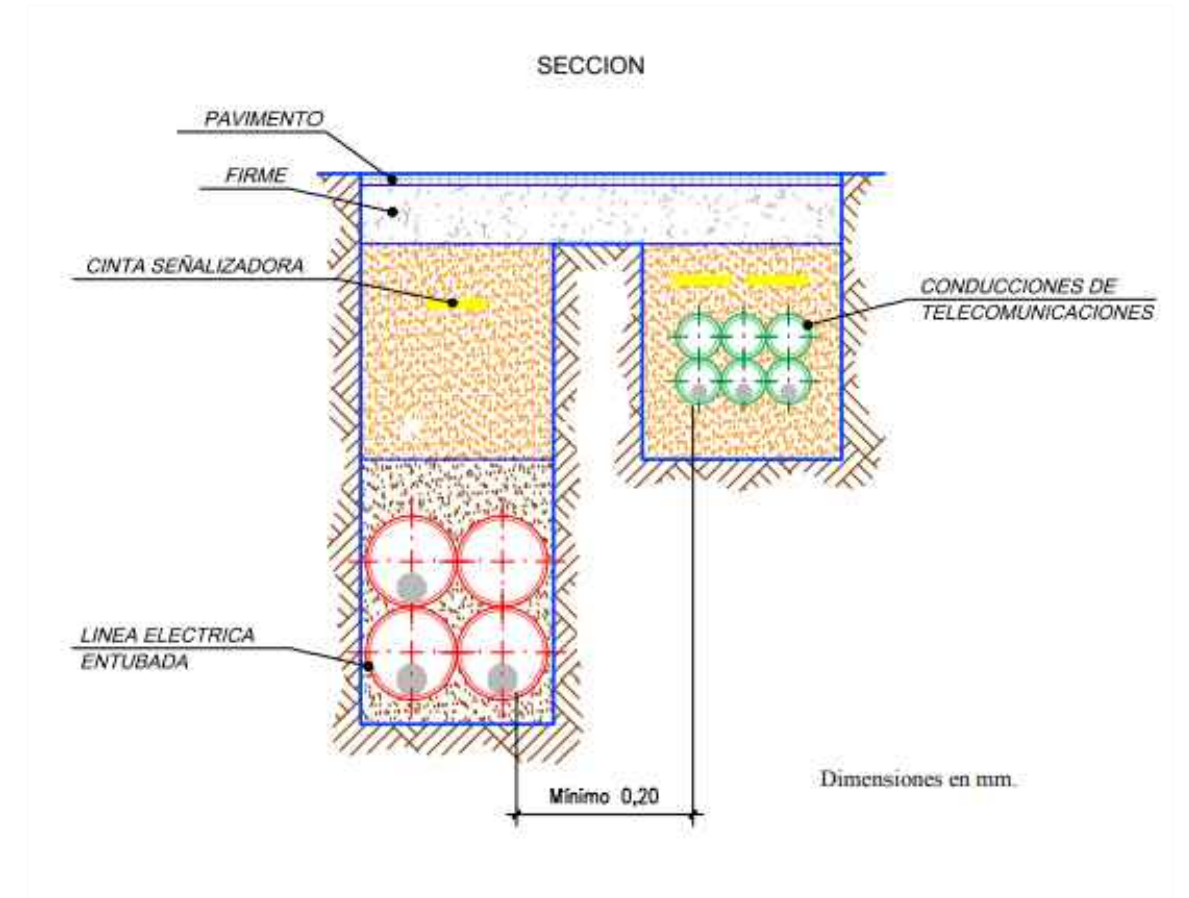 SECCION
PAVIMENTO
FIRME
CINTA SEÑALIZADORA
CONDUCCIONES DE
TELECOMUNICACIONES
LINEA ELECTRICA
ENTUBADA
Dimensiones en mm.
Mínimo 0,20